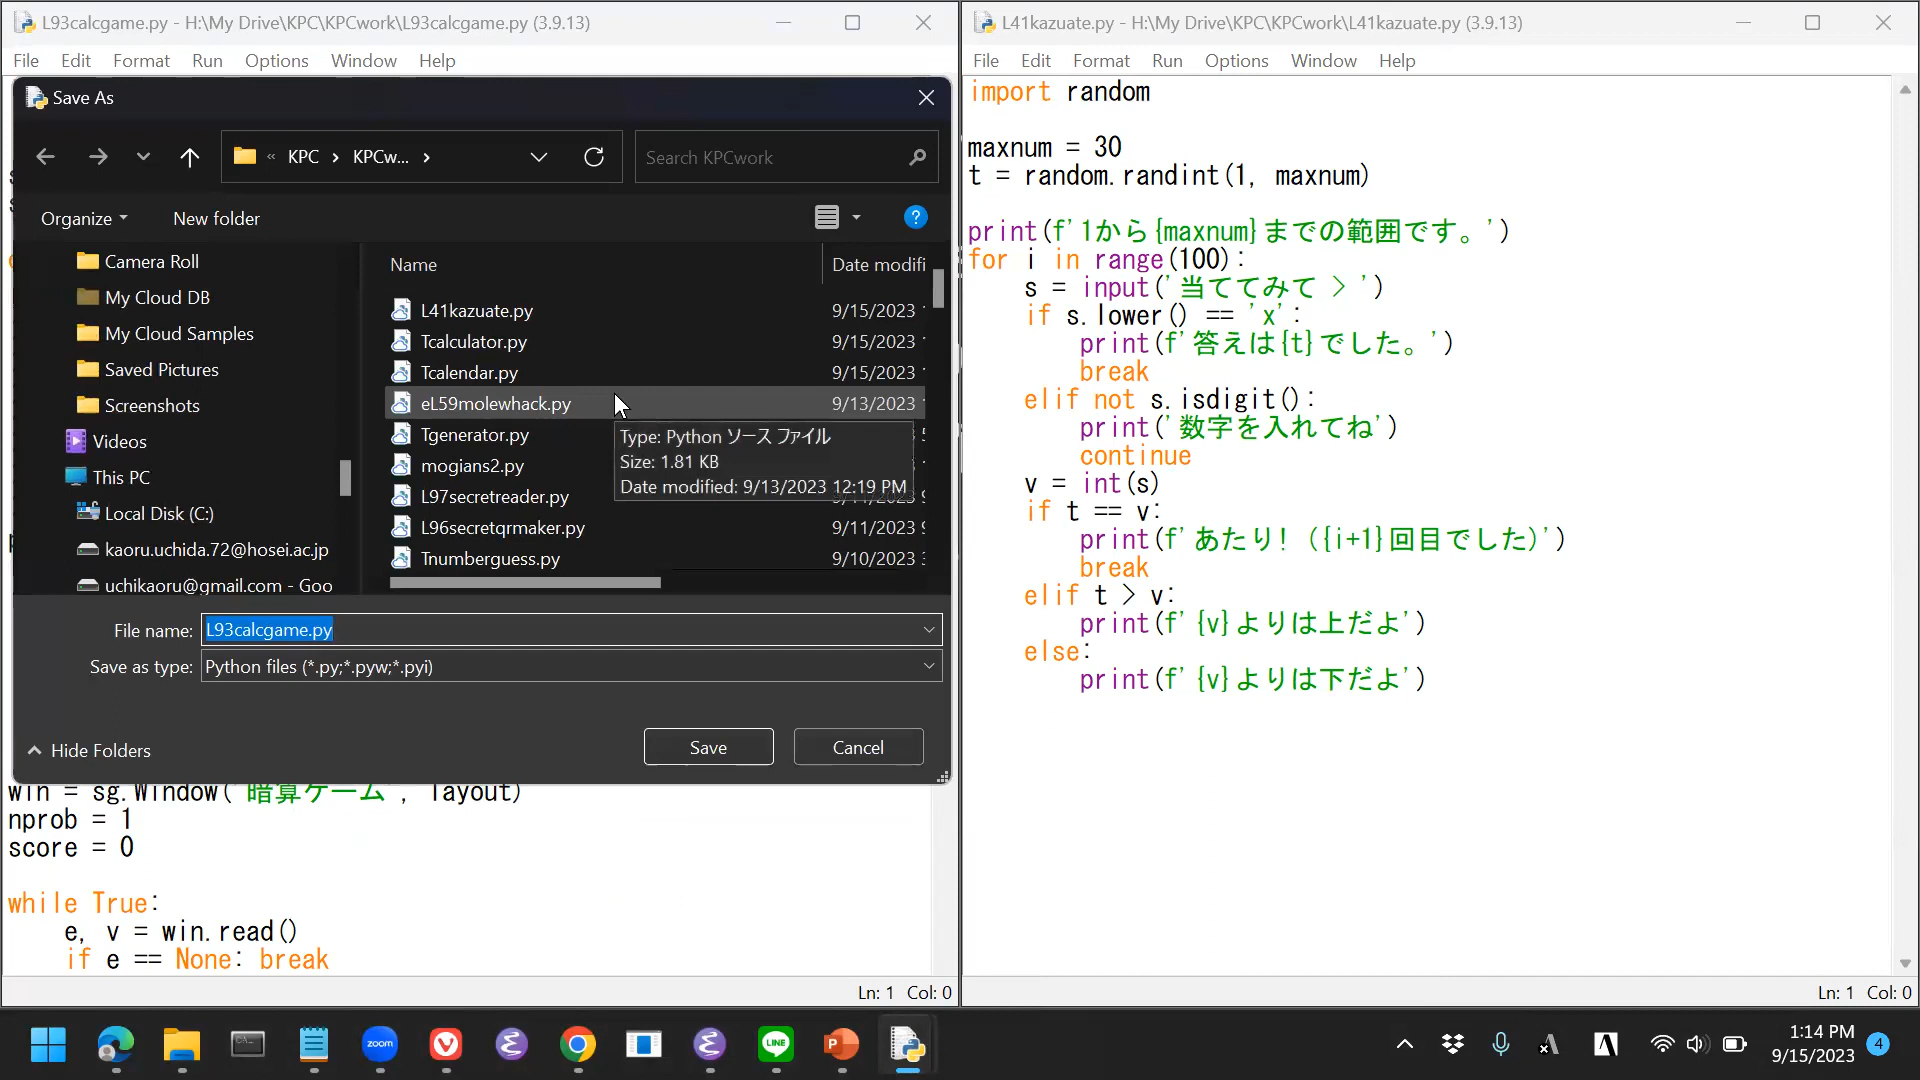 L93calcgame.py - H:\My Drive\KPC\KPCwork\L93calcgame.py (3.9.13)
File Edit Format Run Options Window Help
Save As
« KPC › KPCw... ›
Search KPCwork
Organize
New folder
Camera Roll
My Cloud DB
My Cloud Samples
Saved Pictures
Screenshots
Videos
This PC
Local Disk (C:)
kaoru.uchida.72@hosei.ac.jp
uchikaoru@gmail.com - Goo
Name Date modifi
L41kazuate.py 9/15/2023
Tcalculator.py 9/15/2023
Tcalendar.py 9/15/2023
eL59molewhack.py 9/13/2023
Tgenerator.py
mogians2.py
L97secretreader.py
L96secretqrmaker.py 9/11/2023
Tnumberguess.py 9/10/2023
Type: Python ソース ファイル
Size: 1.81 KB
Date modified: 9/13/2023 12:19 PM
File name: L93calcgame.py
Save as type: Python files (*.py;*.pyw;*.pyi)
Hide Folders
Save
Cancel
win = sg.Window('暗算ゲーム', layout)
nprob = 1
score = 0
while True:
    e, v = win.read()
    if e == None: break
Ln: 1 Col: 0
L41kazuate.py - H:\My Drive\KPC\KPCwork\L41kazuate.py (3.9.13)
File Edit Format Run Options Window Help
import random
maxnum = 30
t = random.randint(1, maxnum)
print(f'1から{maxnum}までの範囲です。')
for i in range(100):
    s = input('当ててみて > ')
    if s.lower() == 'x':
        print(f'答えは{t}でした。')
        break
    elif not s.isdigit():
        print('数字を入れてね')
        continue
    v = int(s)
    if t == v:
        print(f'あたり! ({i+1}回目でした)')
        break
    elif t > v:
        print(f'{v}よりは上だよ')
    else:
        print(f'{v}よりは下だよ')
Ln: 1 Col: 0
zoom
LINE
P
A
1:14 PM
9/15/2023
4